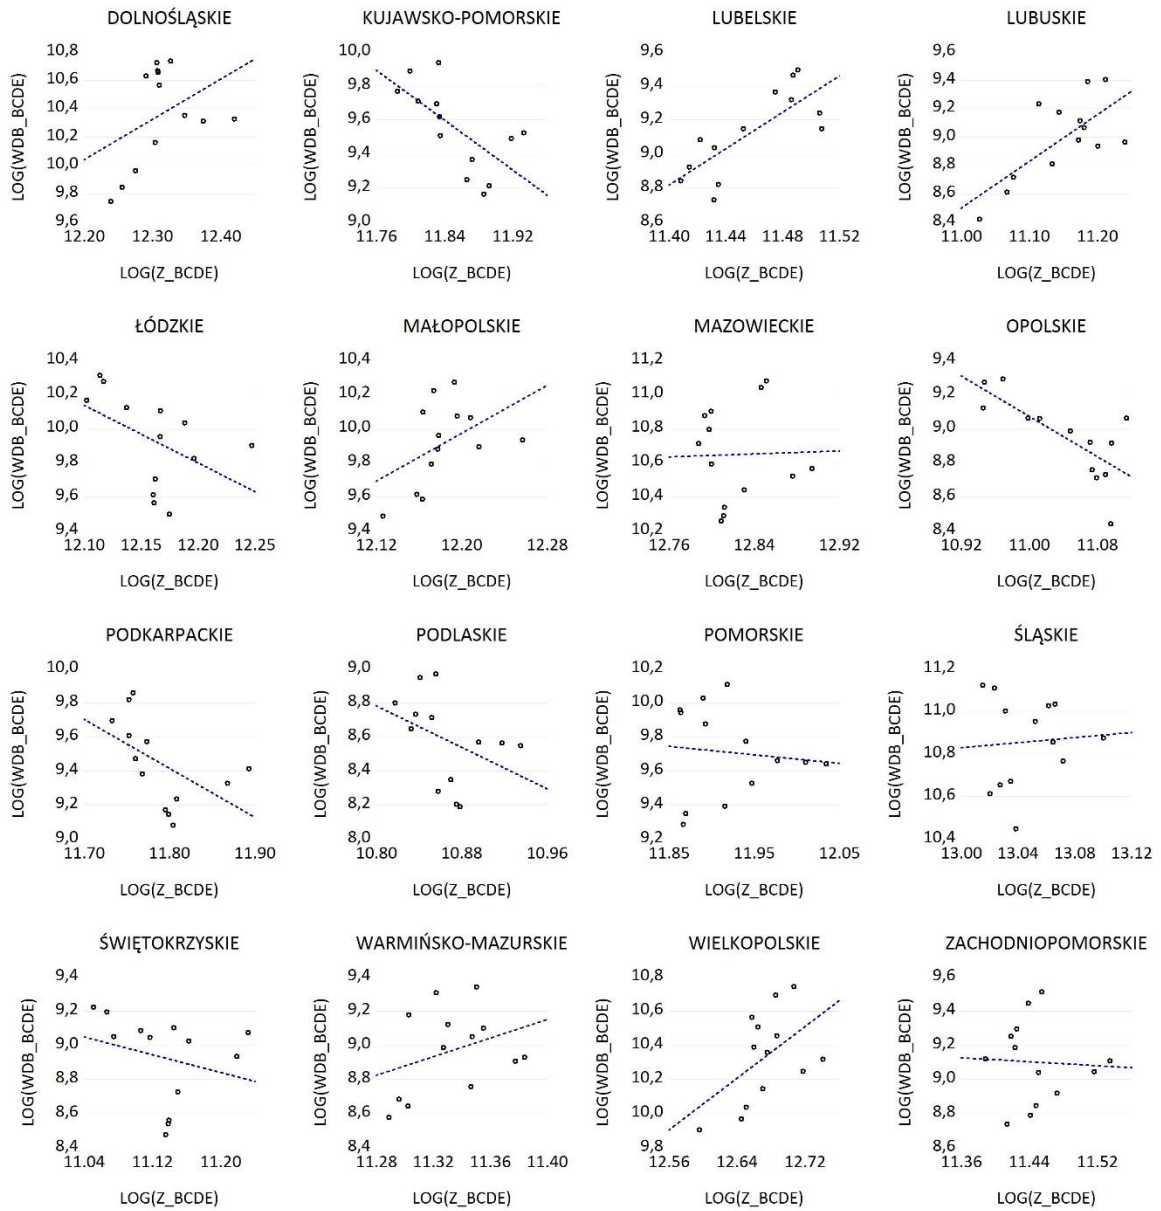 DOLNOŚLĄSKIE KUJAWSKO-POMORSKIE LUBELSKIE LUBUSKIE
LOG(WDB_BCDE) LOG(WDB_BCDE) LOG(WDB_BCDE) LOG(WDB_BCDE)
10,8 10,0 9,6 9,4
10,6 9,8 9,4 9,2
10,4 9,6 9,2 9,0
10,2 9,4 9,0 8,8
10,0 9,2 8,8 8,6
9,8 9,0 8,6 8,4
9,6
12.20 12.30 12.40 11.76 11.84 11.92 11.40 11.44 11.48 11.52 11.00 11.10 11.20
LOG(Z_BCDE) LOG(Z_BCDE) LOG(Z_BCDE) LOG(Z_BCDE)
ŁÓDZKIE MAŁOPOLSKIE MAZOWIECKIE OPOLSKIE
LOG(WDB_BCDE) LOG(WDB_BCDE) LOG(WDB_BCDE) LOG(WDB_BCDE)
10,4 10,4 11,2 9,4
10,2 10,2 11,0 9,2
10,0 10,0 10,8 9,0
9,8 9,8 10,6 8,8
9,6 9,6 10,4 8,6
9,4 9,4 10,2 8,4
12.10 12.15 12.20 12.25 12.12 12.20 12.28 12.76 12.84 12.92 10.92 11.00 11.08
LOG(Z_BCDE) LOG(Z_BCDE) LOG(Z_BCDE) LOG(Z_BCDE)
PODKARPACKIE PODLASKIE POMORSKIE ŚLĄSKIE
LOG(WDB_BCDE) LOG(WDB_BCDE) LOG(WDB_BCDE) LOG(WDB_BCDE)
10,0 9,0 10,2 11,2
9,8 8,8 10,0 11,0
9,6 8,6 9,8 10,8
9,4 8,4 9,6 10,6
9,2 8,2 9,4 10,4
9,0 8,0 9,2
11.70 11.80 11.90 10.80 10.88 10.96 11.85 11.95 12.05 13.00 13.04 13.08 13.12
LOG(Z_BCDE) LOG(Z_BCDE) LOG(Z_BCDE) LOG(Z_BCDE)
ŚWIĘTOKRZYSKIE WARMIŃSKO-MAZURSKIE WIELKOPOLSKIE ZACHODNIOPOMORSKIE
LOG(WDB_BCDE) LOG(WDB_BCDE) LOG(WDB_BCDE) LOG(WDB_BCDE)
9,4 9,4 10,8 9,6
9,2 9,2 10,6 9,4
9,0 9,0 10,4 9,2
8,8 8,8 10,2 9,0
8,6 8,6 10,0 8,8
8,4 8,4 9,8 8,6
11.04 11.12 11.20 11.28 11.32 11.36 11.40 12.56 12.64 12.72 11.36 11.44 11.52
LOG(Z_BCDE) LOG(Z_BCDE) LOG(Z_BCDE) LOG(Z_BCDE)